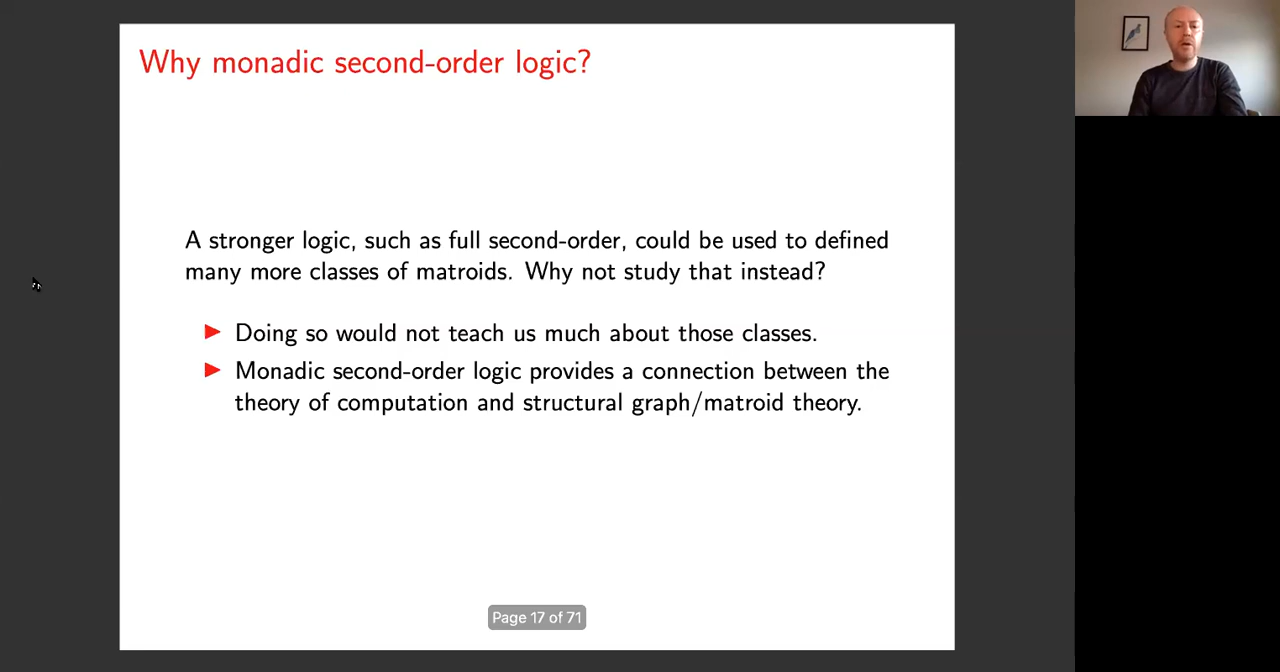 Why monadic second-order logic?
A stronger logic, such as full second-order, could be used to defined
many more classes of matroids. Why not study that instead?
Doing so would not teach us much about those classes.
Monadic second-order logic provides a connection between the
theory of computation and structural graph/matroid theory.
Page 17 of 71